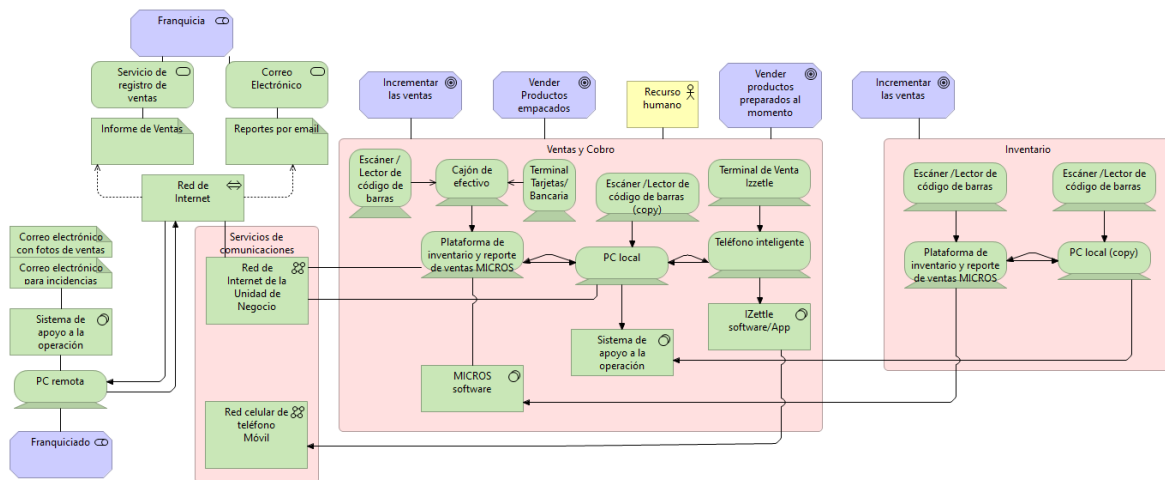 Franquicia
Servicio de
registro de
ventas
Correo
Electrónico
Informe de Ventas
Reportes por email
Red de
Internet
Correo electrónico
con fotos de ventas
Correo electrónico
para incidencias
Sistema de
apoyo a la
operación
PC remota
Franquiciado
Servicios de
comunicaciones
Red de
Internet de la
Unidad de
Negocio
Red celular de
teléfono
Móvil
Incrementar
las ventas
Vender
Productos
empacados
Recurso
humano
Vender
productos
preparados al
momento
Incrementar
las ventas
Ventas y Cobro
Escáner /
Lector de
código de
barras
Cajón de
efectivo
Terminal
Tarjetas/
Bancaria
Escáner /Lector
de código de
barras (copy)
Terminal de Venta
Izzetle
Plataforma de
inventario y reporte
de ventas MICROS
PC local
Teléfono inteligente
IZettle
software/App
Sistema de
apoyo a la
operación
MICROS
software
Inventario
Escáner /Lector de
código de barras
Escáner /Lector de
código de barras
Plataforma de
inventario y reporte
de ventas MICROS
PC local (copy)